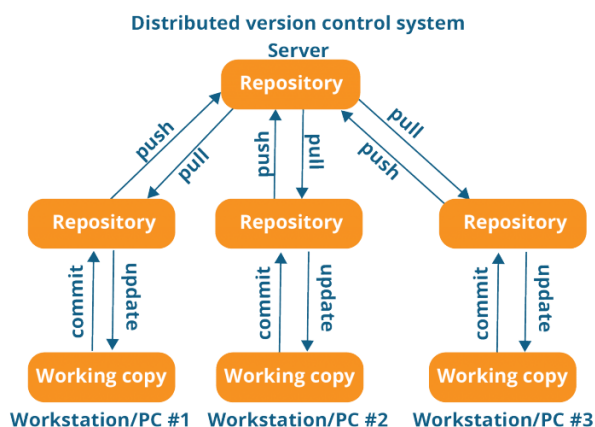 Distributed version control system
Server
Repository
push
pull
push
pull
pull
push
Repository
Repository
Repository
commit
update
commit
update
commit
update
Working copy
Working copy
Working copy
Workstation/PC #1
Workstation/PC #2
Workstation/PC #3